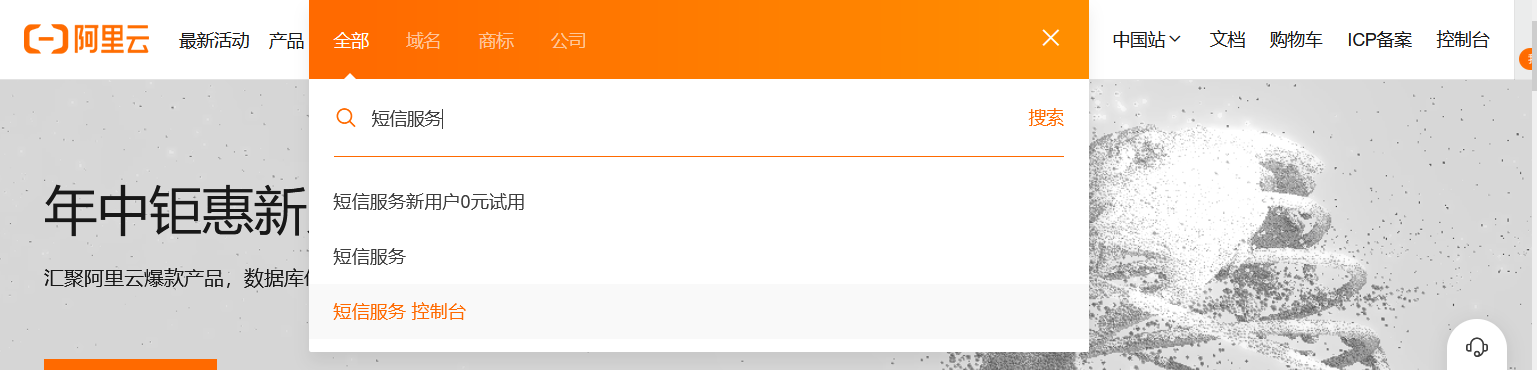 阿里云 最新活动 产品 全部 域名 商标 公司 中国站 文档 购物车 ICP备案 控制台
短信服务 搜索
短信服务新用户0元试用
短信服务
短信服务 控制台
年中钜惠新
汇聚阿里云爆款产品，数据库